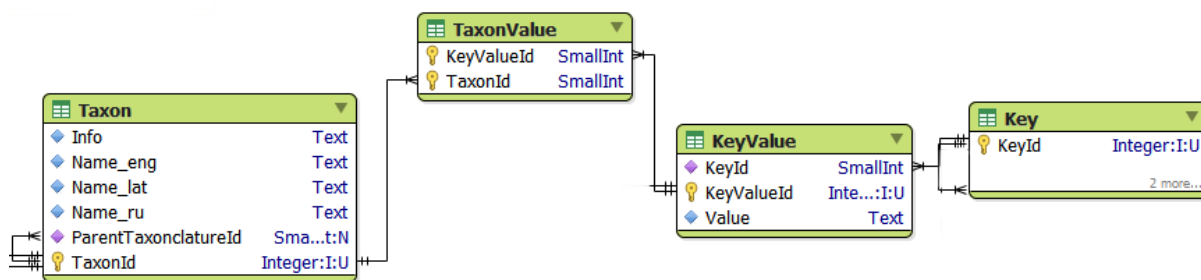 TaxonValue
KeyValueId SmallInt
TaxonId SmallInt
Taxon
Info Text
Name_eng Text
Name_lat Text
Name_ru Text
ParentTaxonclatureId Sma...t:N
TaxonId Integer:I:U
KeyValue
KeyId SmallInt
KeyValueId Inte...:I:U
Value Text
Key
KeyId Integer:I:U
2 more...